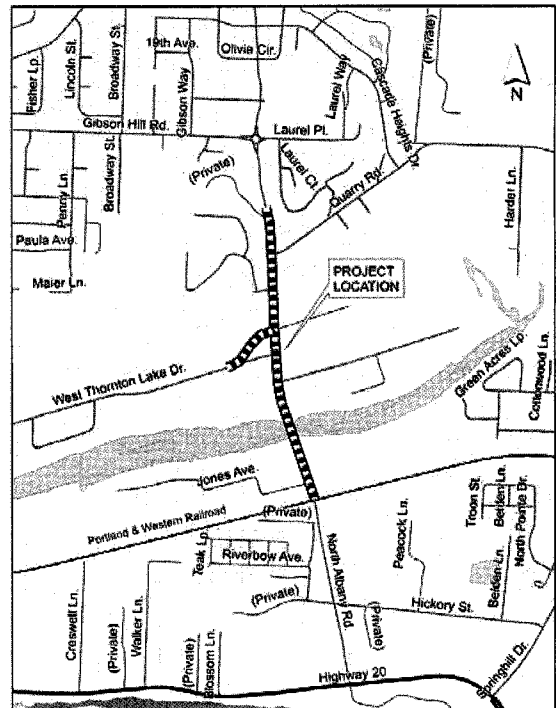 19th Ave.
Olivia Cir.
(Private)
Fisher Lp.
Lincoln St.
Broadway St.
Gibson Way
Laurel Way
Cascade Heights Dr.
N
Gibson Hill Rd.
Laurel Pl.
(Private)
Laurel Ct.
Quarry Rd.
Penny Ln.
Broadway St.
Harder Ln.
Paula Ave.
Maier Ln.
PROJECT
LOCATION
West Thornton Lake Dr.
Green Acres Lp.
Cottonwood Ln.
Jones Ave.
Portland & Western Railroad
(Private)
Troon St.
Belden Ln.
North Pointe Dr.
Teak Lp.
Riverbow Ave.
North Albany Rd
Peacock Ln.
Belden Ln.
(Private)
Hickory St.
(Private)
Creswell Ln.
(Private)
Walker Ln.
(Private)
Blossom Ln.
Highway 20
Springhill Dr.